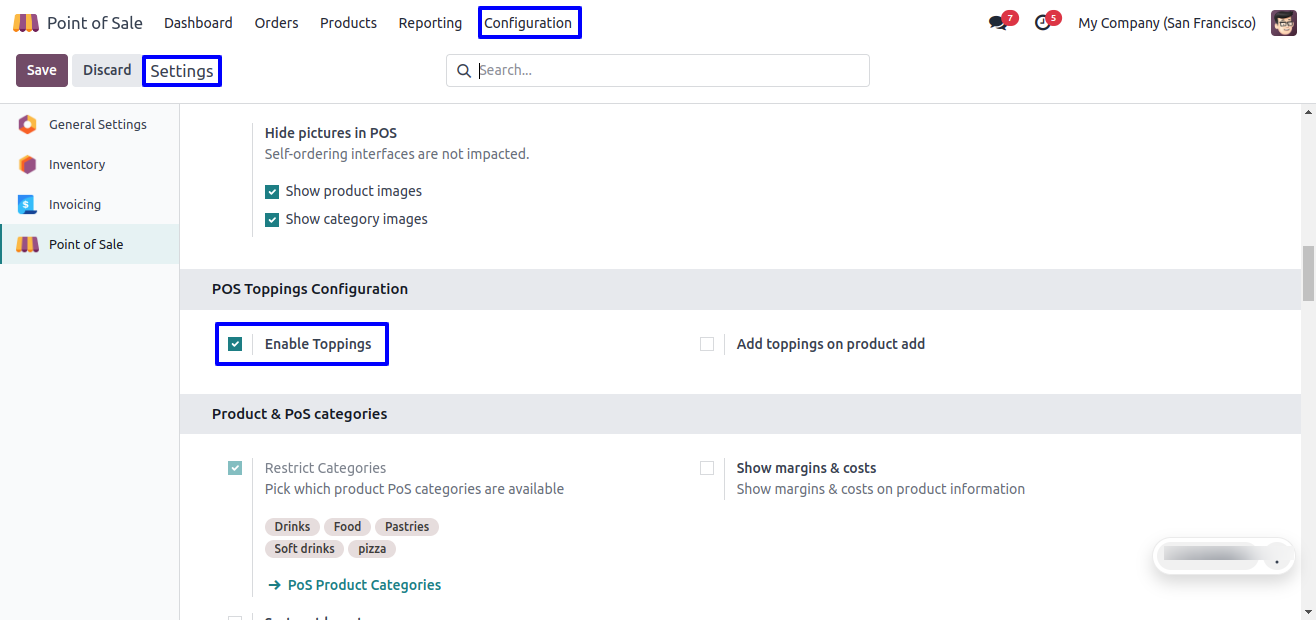 Point of Sale Dashboard Orders Products Reporting Configuration 7 5 My Company (San Francisco)
Save Discard Settings Search...
General Settings
Inventory
Invoicing
Point of Sale
Hide pictures in POS
Self-ordering interfaces are not impacted.
Show product images
Show category images
POS Toppings Configuration
Enable Toppings Add toppings on product add
Product & PoS categories
Restrict Categories Show margins & costs
Pick which product PoS categories are available Show margins & costs on product information
Drinks Food Pastries
Soft drinks pizza
→ PoS Product Categories